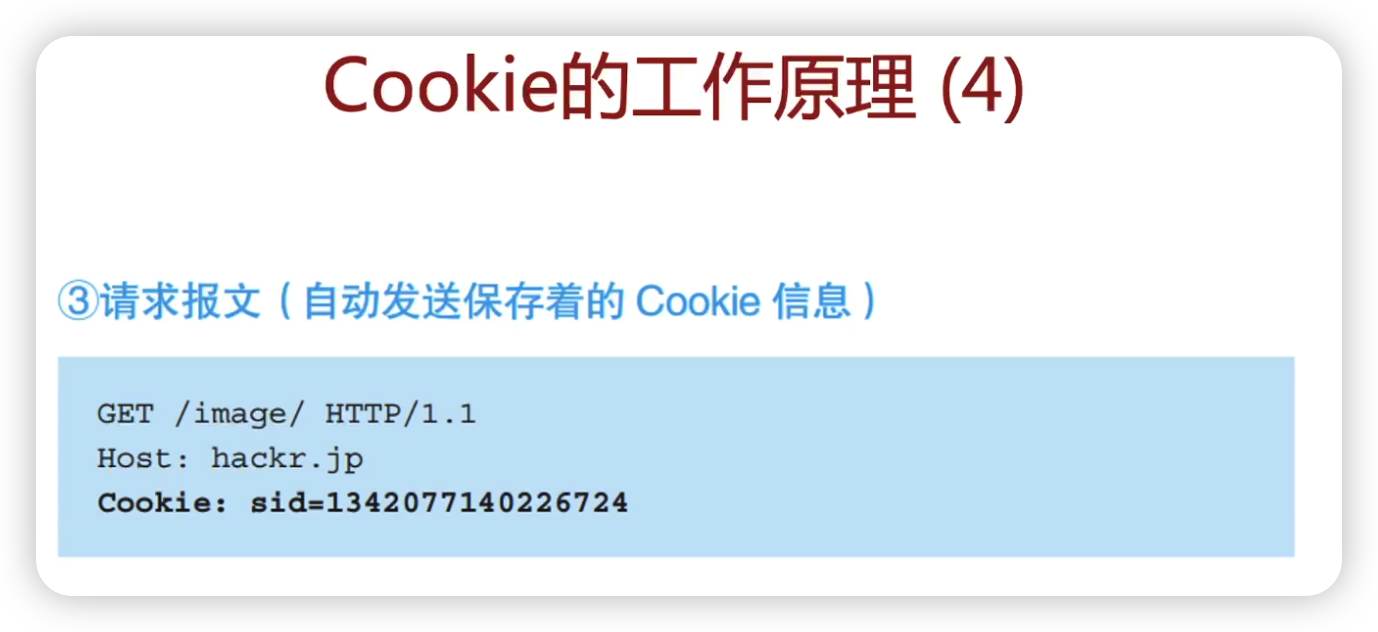 Cookie的工作原理 (4)
③请求报文（自动发送保存着的 Cookie 信息）
GET /image/ HTTP/1.1
Host: hackr.jp
Cookie: sid=1342077140226724